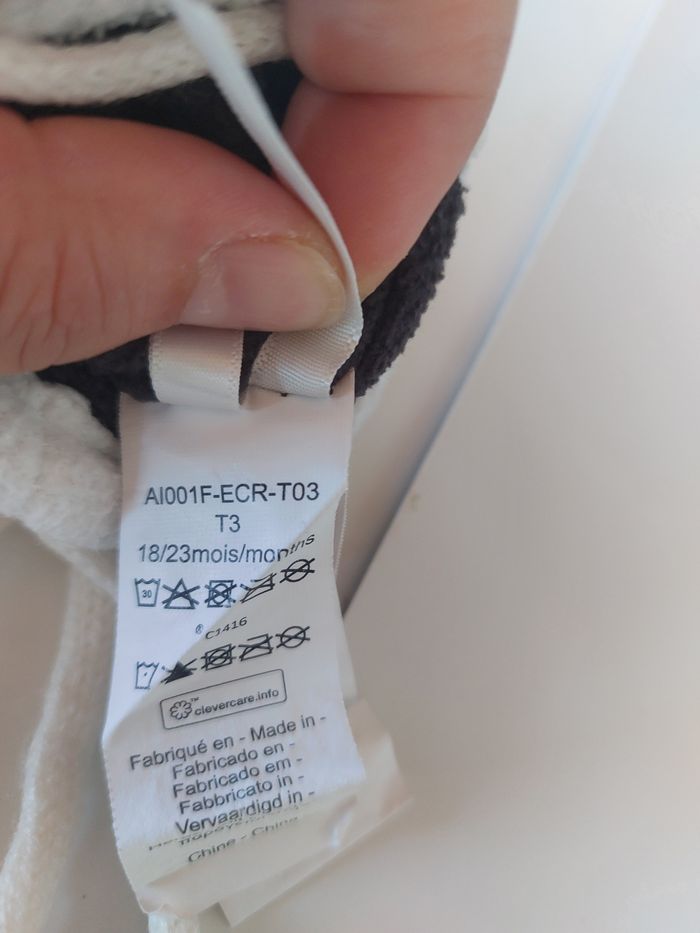 AI001F-ECR-T03
T3
18/23mois/months
30
® C1416
™ clevercare.info
Fabriqué en - Made in -
Fabricado en -
Fabricado em -
Fabbricato in -
Vervaardigd in -
Chine - China